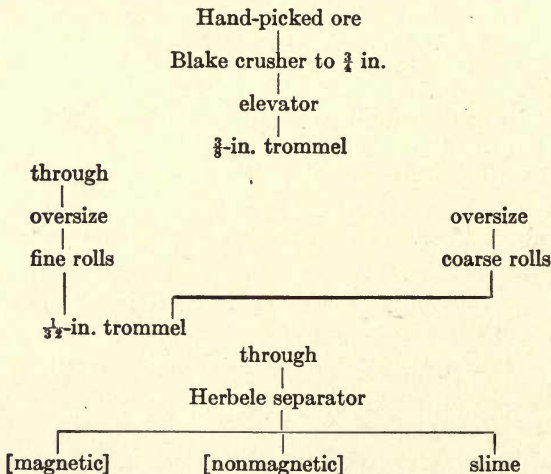 Hand-picked ore
Blake crusher to ¾ in.
elevator
⅜-in. trommel
through
oversize oversize
fine rolls coarse rolls
1/32-in. trommel
through
Herbele separator
[magnetic] [nonmagnetic] slime